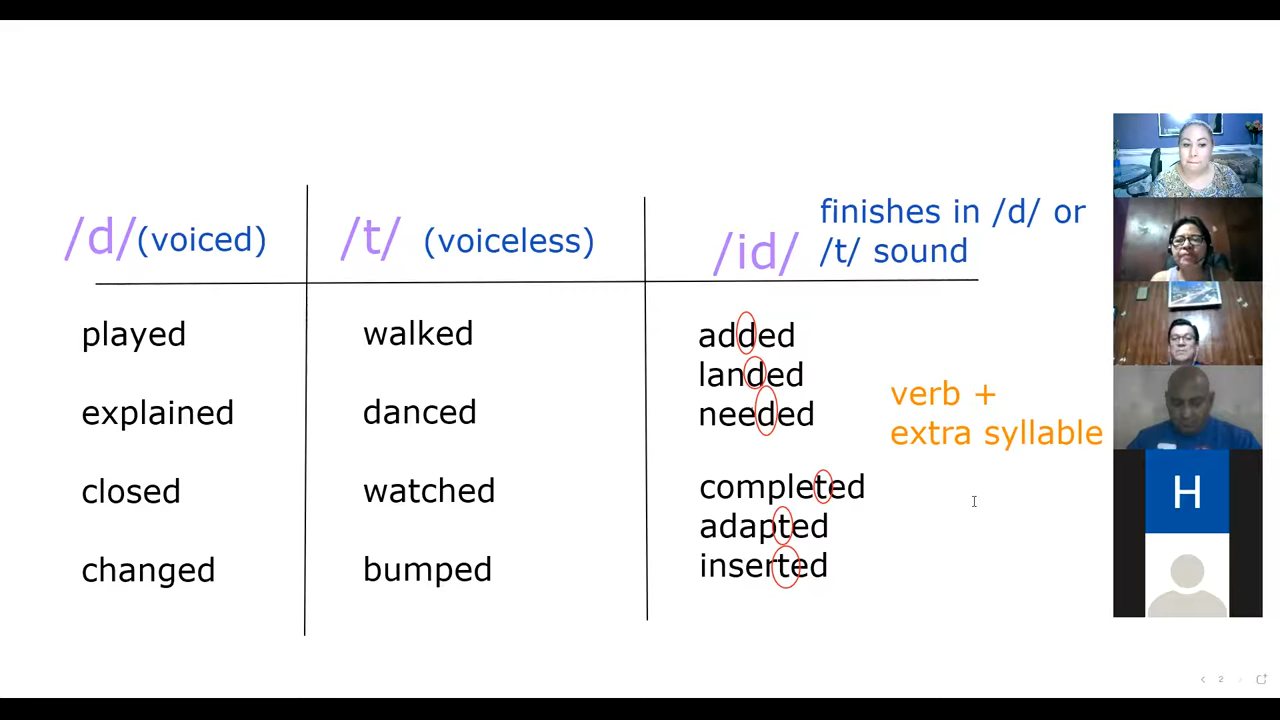 /d/(voiced)
/t/ (voiceless)
/id/
finishes in /d/ or
/t/ sound
played
explained
closed
changed
walked
danced
watched
bumped
added
landed
needed
completed
adapted
inserted
verb +
extra syllable
H
2